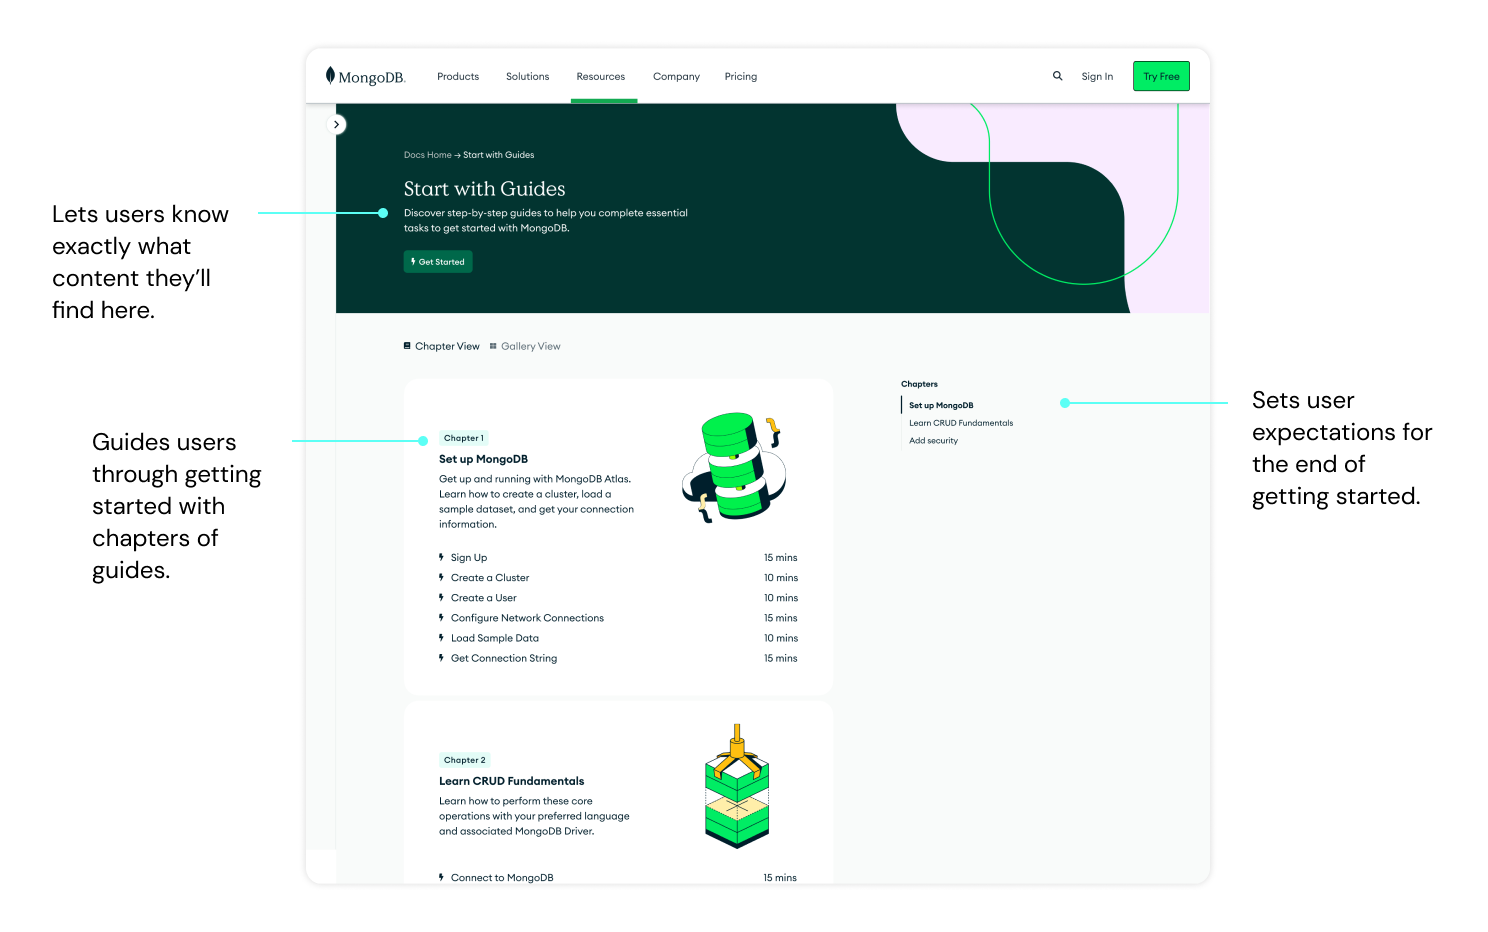 MongoDB.
Products
Solutions
Resources
Company
Pricing
Sign In
Try Free
Docs Home → Start with Guides
Start with Guides
Discover step-by-step guides to help you complete essential
tasks to get started with MongoDB.
Get Started
Lets users know
exactly what
content they’ll
find here.
Chapter View
Gallery View
Guides users
through getting
started with
chapters of
guides.
Chapter 1
Set up MongoDB
Get up and running with MongoDB Atlas.
Learn how to create a cluster, load a
sample dataset, and get your connection
information.
Sign Up 15 mins
Create a Cluster 10 mins
Create a User 10 mins
Configure Network Connections 15 mins
Load Sample Data 10 mins
Get Connection String 15 mins
Chapters
Set up MongoDB
Learn CRUD Fundamentals
Add security
Sets user
expectations for
the end of
getting started.
Chapter 2
Learn CRUD Fundamentals
Learn how to perform these core
operations with your preferred language
and associated MongoDB Driver.
Connect to MongoDB 15 mins